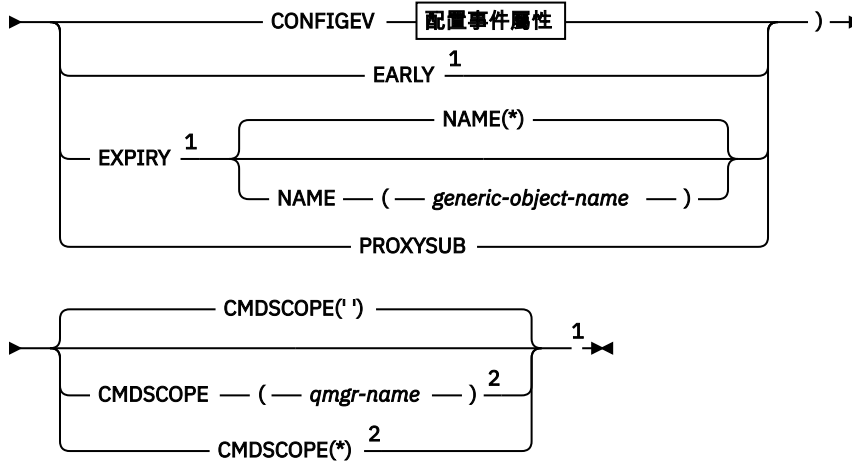 CONFIGEV 配置事件屬性 )
EARLY 1
NAME(*)
EXPIRY 1
NAME ( generic-object-name )
PROXYSUB
CMDSCOPE(' ')
1
CMDSCOPE ( qmgr-name ) 2
CMDSCOPE(*) 2